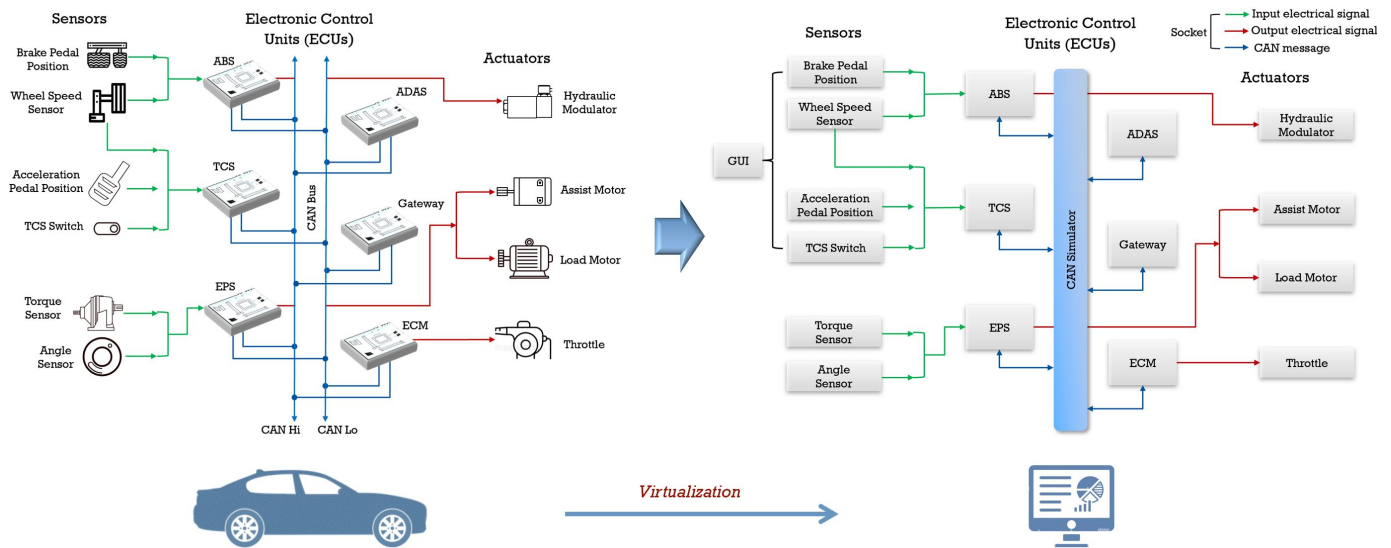 Sensors
Electronic Control
Units (ECUs)
Actuators
Brake Pedal
Position
Wheel Speed
Sensor
Acceleration
Pedal Position
TCS Switch
Torque
Sensor
Angle
Sensor
ABS
TCS
EPS
CAN Bus
ADAS
Gateway
ECM
Hydraulic
Modulator
Assist Motor
Load Motor
Throttle
CAN Hi
CAN Lo
Sensors
Electronic Control
Units (ECUs)
Socket
Input electrical signal
Output electrical signal
CAN message
Actuators
GUI
Brake Pedal
Position
Wheel Speed
Sensor
Acceleration
Pedal Position
TCS Switch
Torque
Sensor
Angle
Sensor
ABS
TCS
EPS
CAN Simulator
ADAS
Gateway
ECM
Hydraulic
Modulator
Assist Motor
Load Motor
Throttle
Virtualization